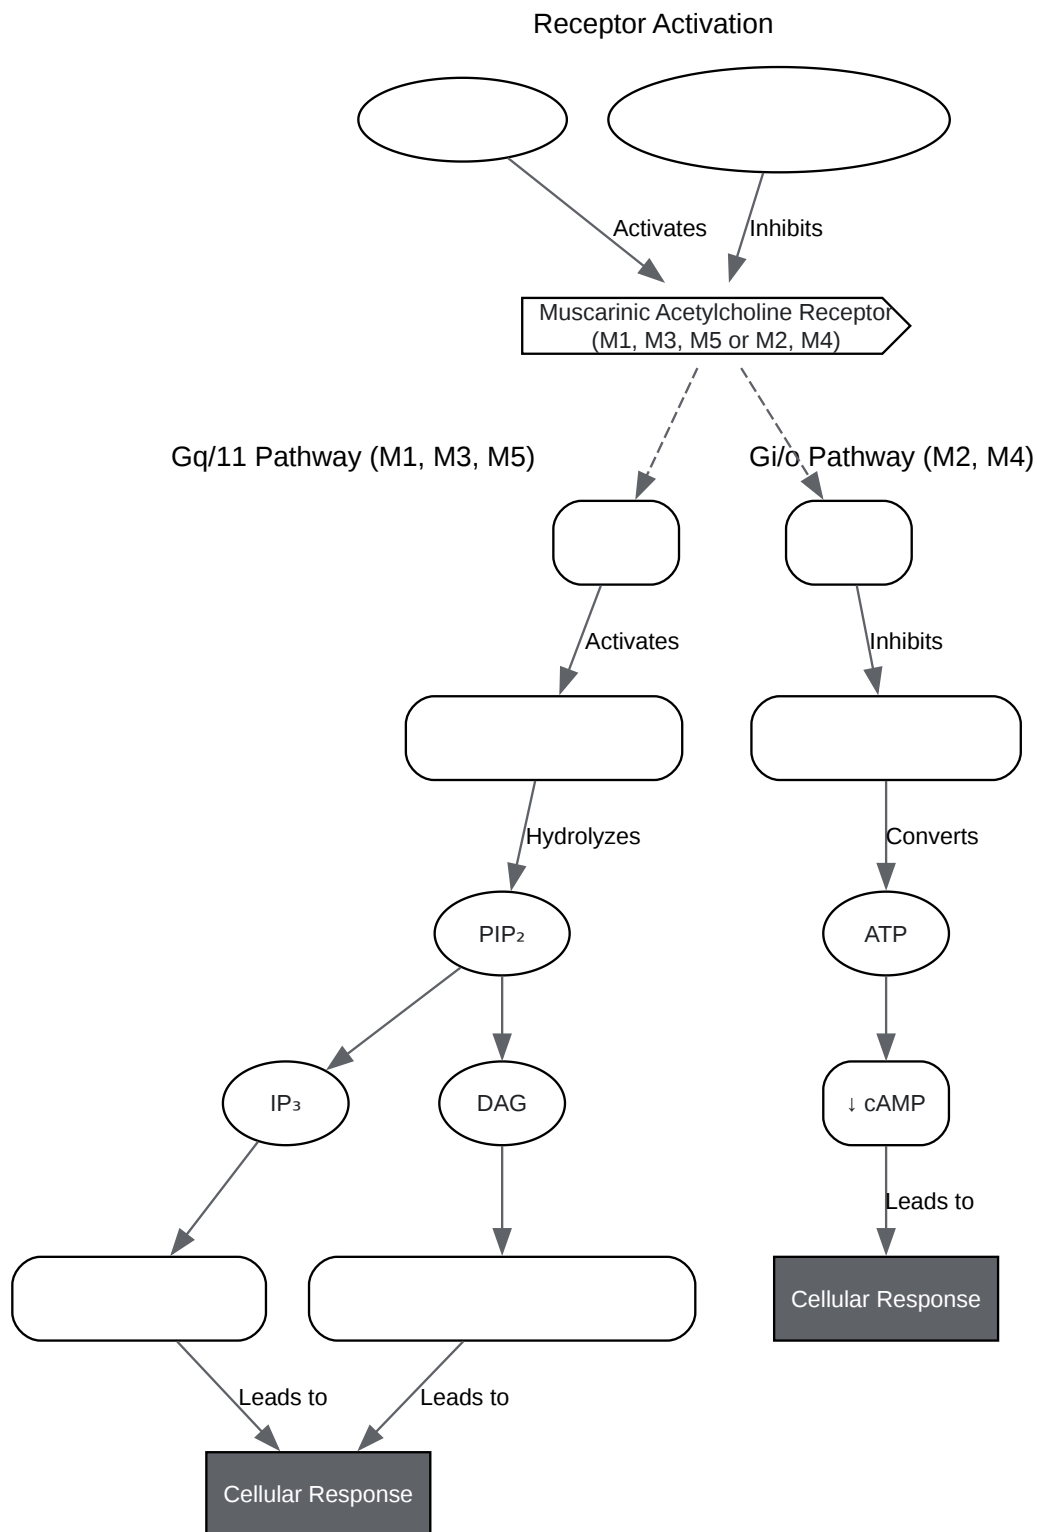 Receptor Activation
Activates
Inhibits
Muscarinic Acetylcholine Receptor
(M1, M3, M5 or M2, M4)
Gq/11 Pathway (M1, M3, M5)
Gi/o Pathway (M2, M4)
Activates
Inhibits
Hydrolyzes
Converts
PIP₂
ATP
IP₃
DAG
↓ cAMP
Leads to
Cellular Response
Leads to
Leads to
Cellular Response